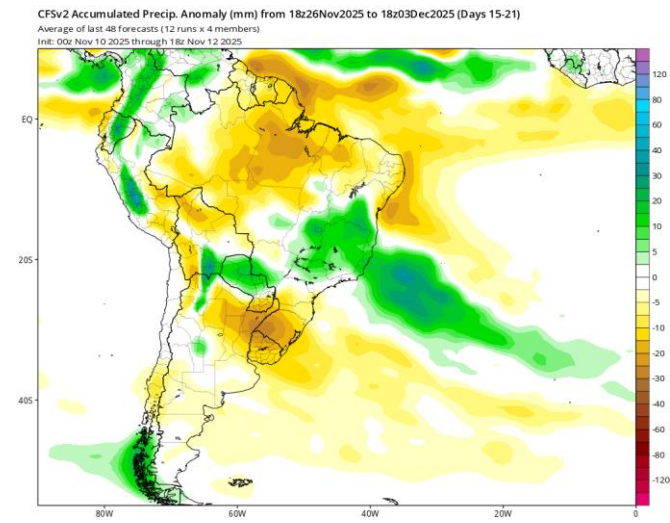 CFSv2 Accumulated Precip. Anomaly (mm) from 18z26Nov2025 to 18z03Dec2025 (Days 15-21)
Average of last 48 forecasts (12 runs x 4 members)
Init: 00z Nov 10 2025 through 18z Nov 12 2025
EQ
20S
40S
80W
60W
40W
20W
0
120
80
60
40
30
20
10
5
0
-5
-10
-20
-30
-40
-60
-80
-120